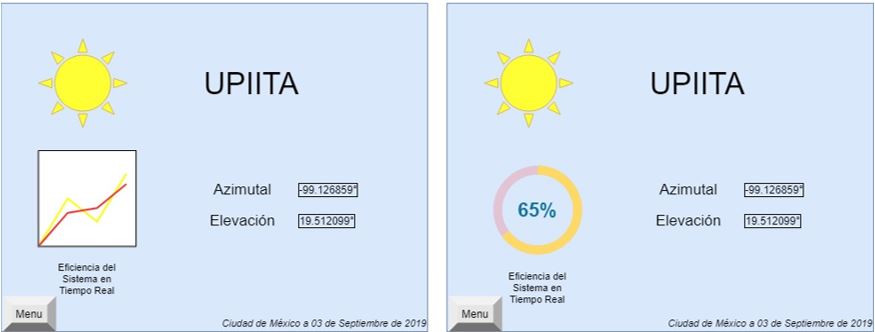 UPIITA
Azimutal -99.126859°
Elevación 19.512099°
Eficiencia del
Sistema en
Tiempo Real
Menu
Ciudad de México a 03 de Septiembre de 2019
UPIITA
65%
Azimutal -99.126859°
Elevación 19.512099°
Eficiencia del
Sistema en
Tiempo Real
Menu
Ciudad de México a 03 de Septiembre de 2019